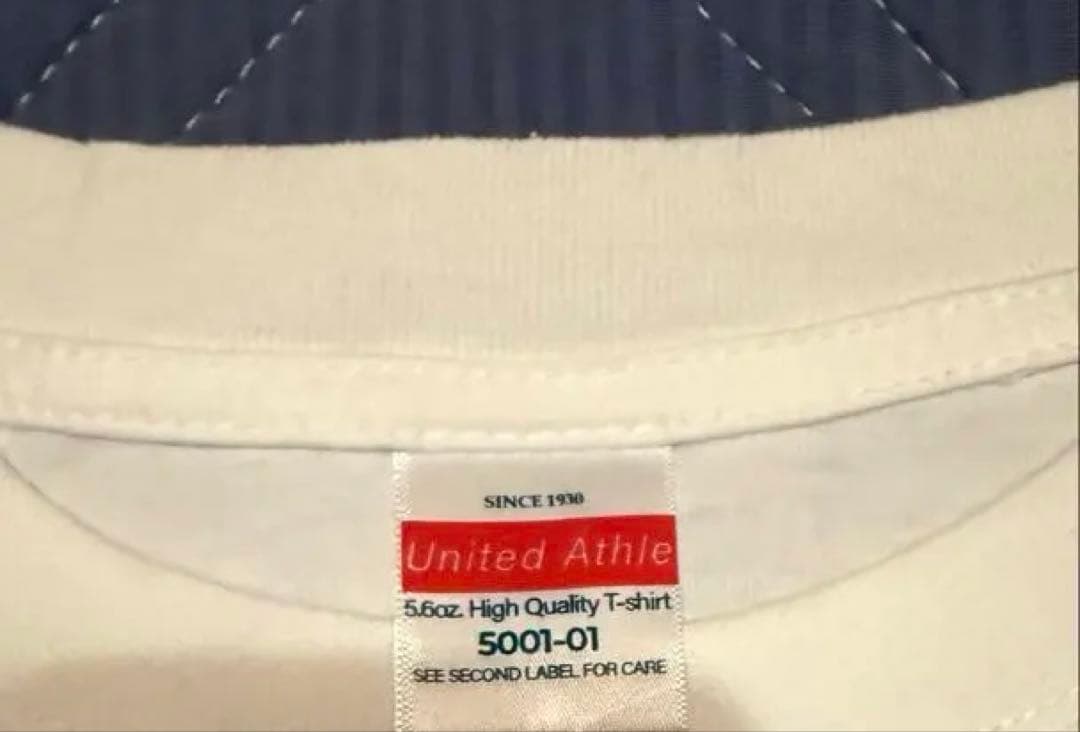 SINCE 1930
United Athle
5.6oz. High Quality T-shirt
5001-01
SEE SECOND LABEL FOR CARE